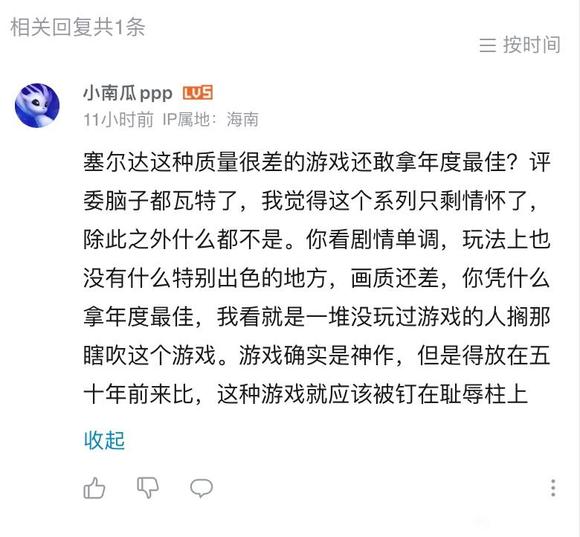 相关回复共1条
按时间
小南瓜ppp LV5
11小时前 IP属地：海南
塞尔达这种质量很差的游戏还敢拿年度最佳？评
委脑子都瓦特了，我觉得这个系列只剩情怀了，
除此之外什么都不是。你看剧情单调，玩法上也
没有什么特别出色的地方，画质还差，你凭什么
拿年度最佳，我看就是一堆没玩过游戏的人搁那
瞎吹这个游戏。游戏确实是神作，但是得放在五
十年前来比，这种游戏就应该被钉在耻辱柱上
收起